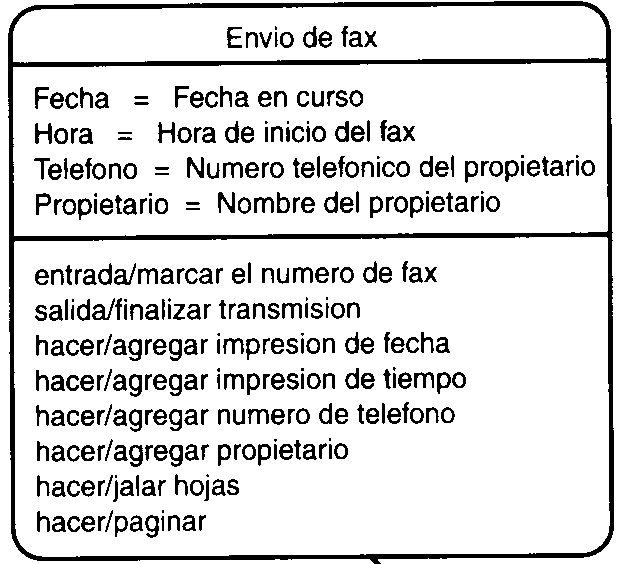 Envio de fax
Fecha = Fecha en curso
Hora = Hora de inicio del fax
Telefono = Numero telefonico del propietario
Propietario = Nombre del propietario
entrada/marcar el numero de fax
salida/finalizar transmision
hacer/agregar impresion de fecha
hacer/agregar impresion de tiempo
hacer/agregar numero de telefono
hacer/agregar propietario
hacer/jalar hojas
hacer/paginar